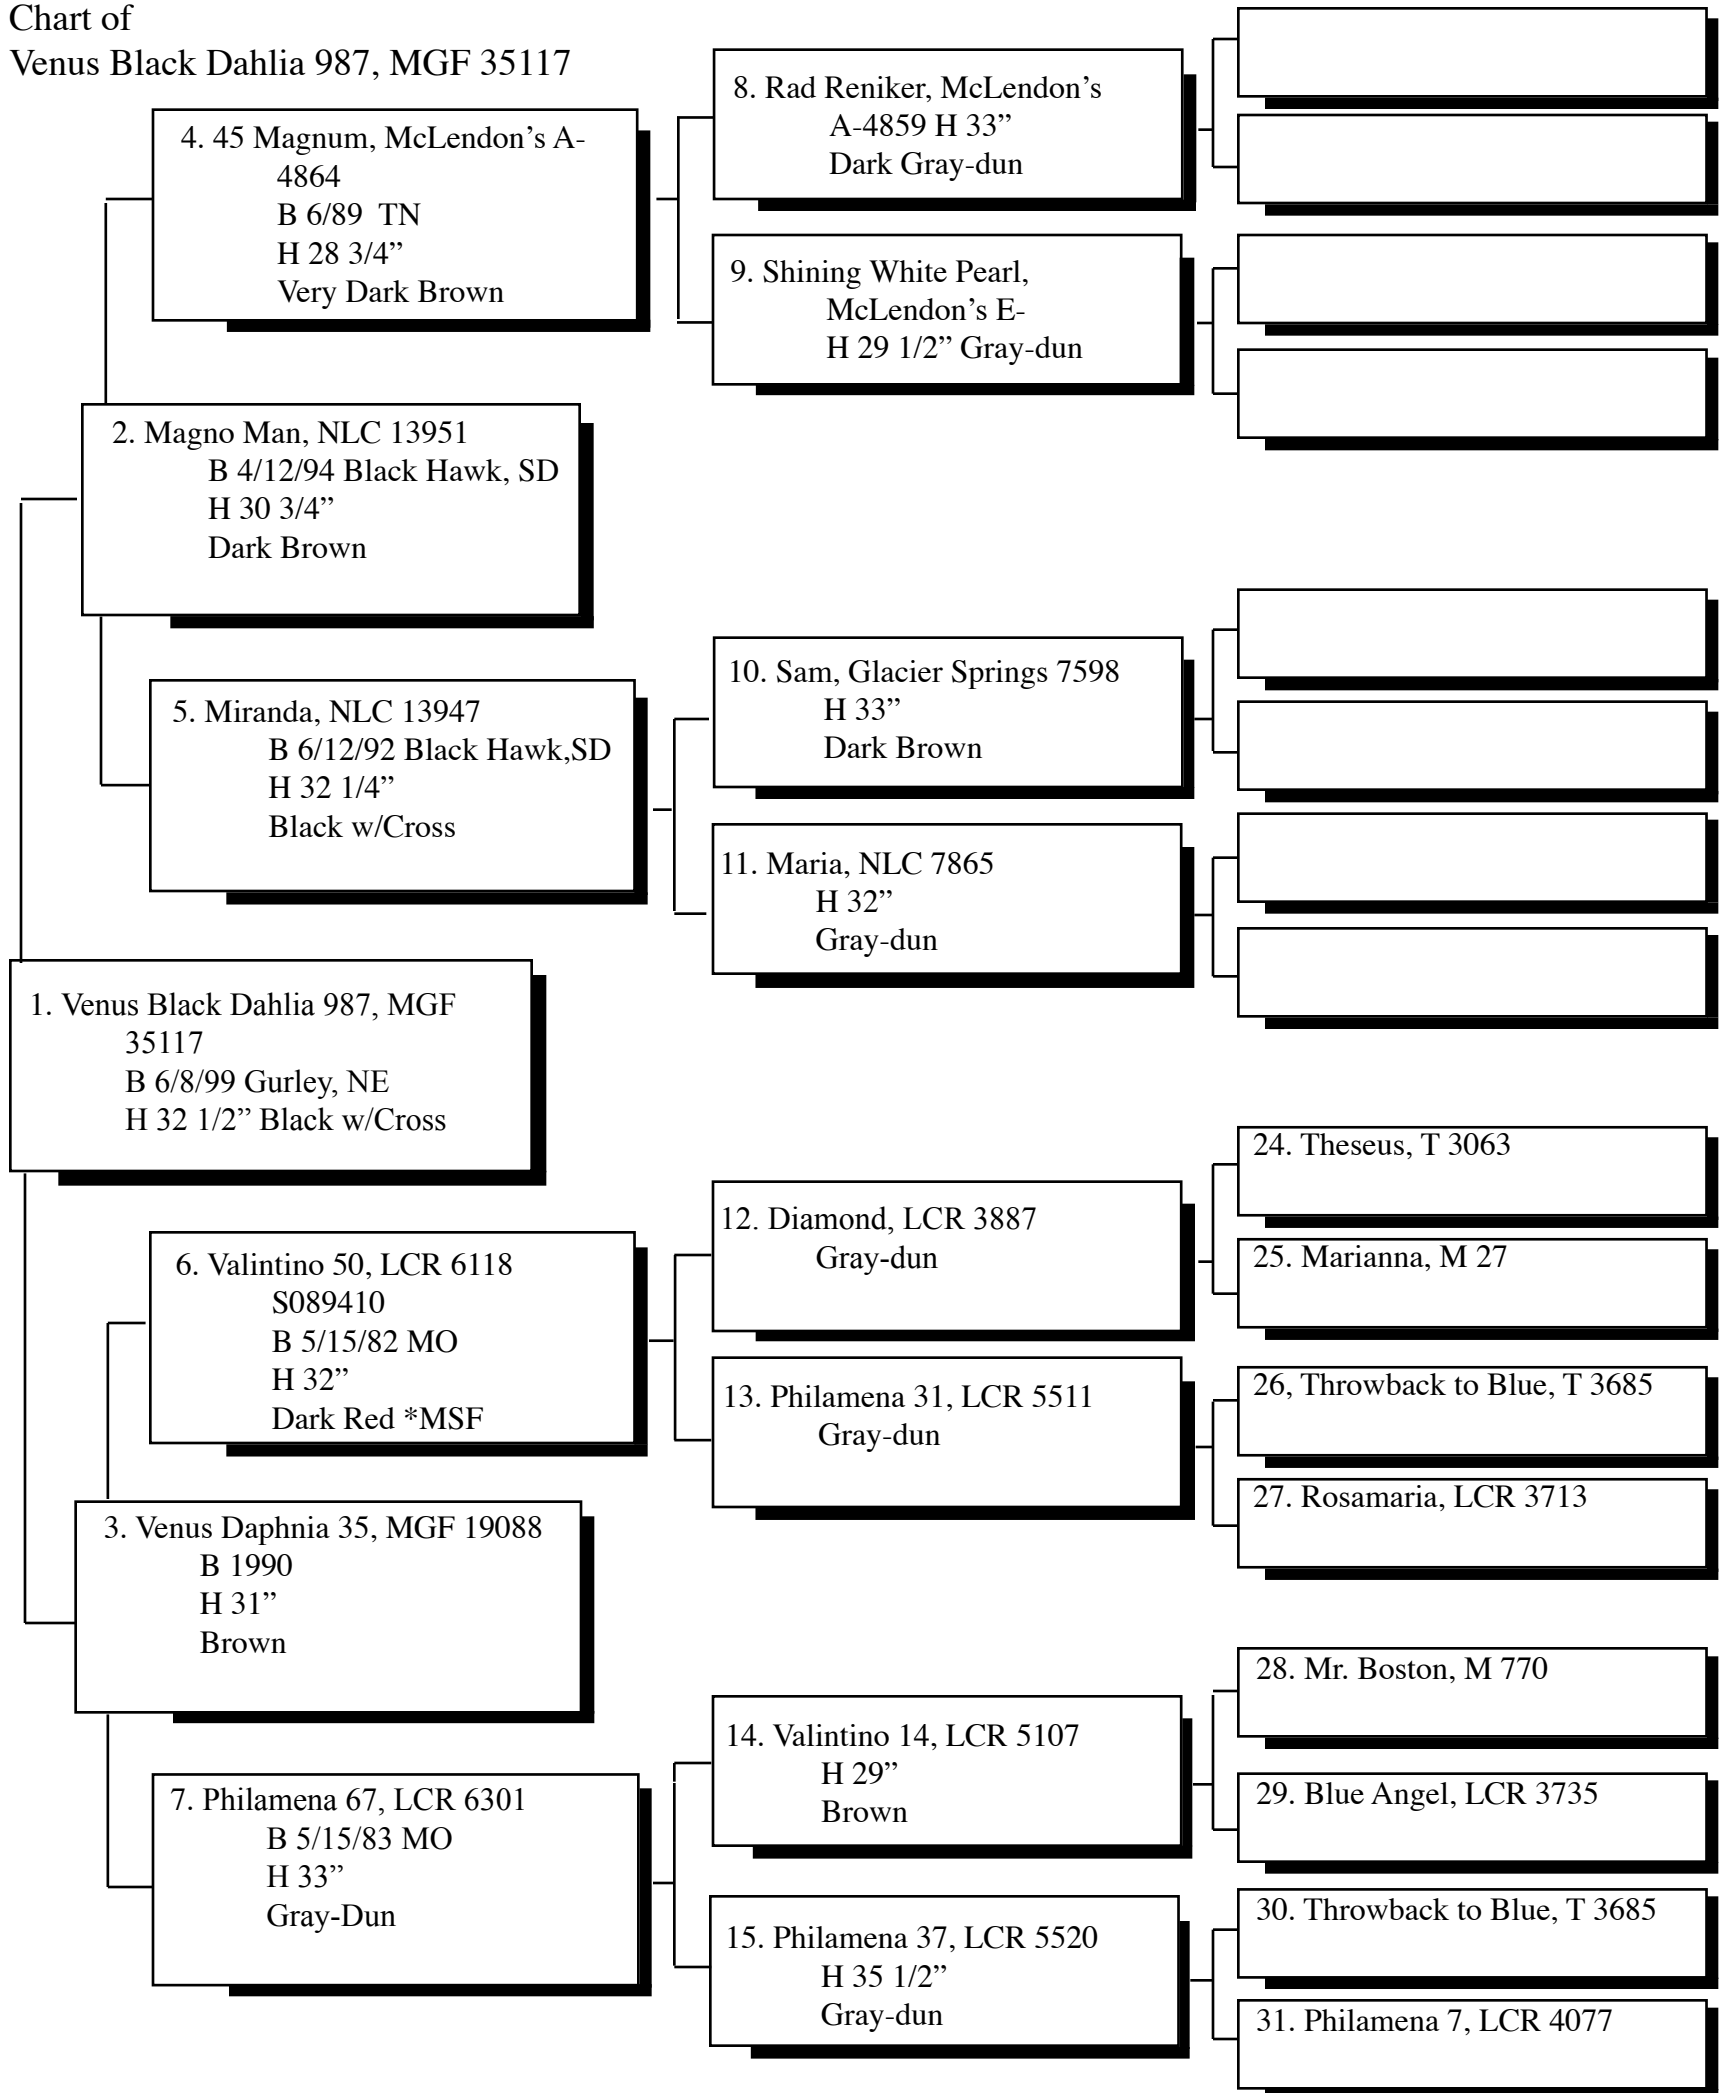 Chart of
Venus Black Dahlia 987, MGF 35117
8. Rad Reniker, McLendon’s
A-4859 H 33”
Dark Gray-dun
4. 45 Magnum, McLendon’s A-
4864
B 6/89  TN
H 28 3/4”
Very Dark Brown
9. Shining White Pearl,
McLendon’s E-
H 29 1/2” Gray-dun
2. Magno Man, NLC 13951
B 4/12/94 Black Hawk, SD
H 30 3/4”
Dark Brown
10. Sam, Glacier Springs 7598
H 33”
Dark Brown
5. Miranda, NLC 13947
B 6/12/92 Black Hawk,SD
H 32 1/4”
Black w/Cross
11. Maria, NLC 7865
H 32”
Gray-dun
1. Venus Black Dahlia 987, MGF
35117
B 6/8/99 Gurley, NE
H 32 1/2” Black w/Cross
24. Theseus, T 3063
12. Diamond, LCR 3887
Gray-dun
25. Marianna, M 27
6. Valintino 50, LCR 6118
S089410
B 5/15/82 MO
H 32”
Dark Red *MSF
13. Philamena 31, LCR 5511
Gray-dun
26, Throwback to Blue, T 3685
27. Rosamaria, LCR 3713
3. Venus Daphnia 35, MGF 19088
B 1990
H 31”
Brown
28. Mr. Boston, M 770
14. Valintino 14, LCR 5107
H 29”
Brown
29. Blue Angel, LCR 3735
7. Philamena 67, LCR 6301
B 5/15/83 MO
H 33”
Gray-Dun
30. Throwback to Blue, T 3685
15. Philamena 37, LCR 5520
H 35 1/2”
Gray-dun
31. Philamena 7, LCR 4077